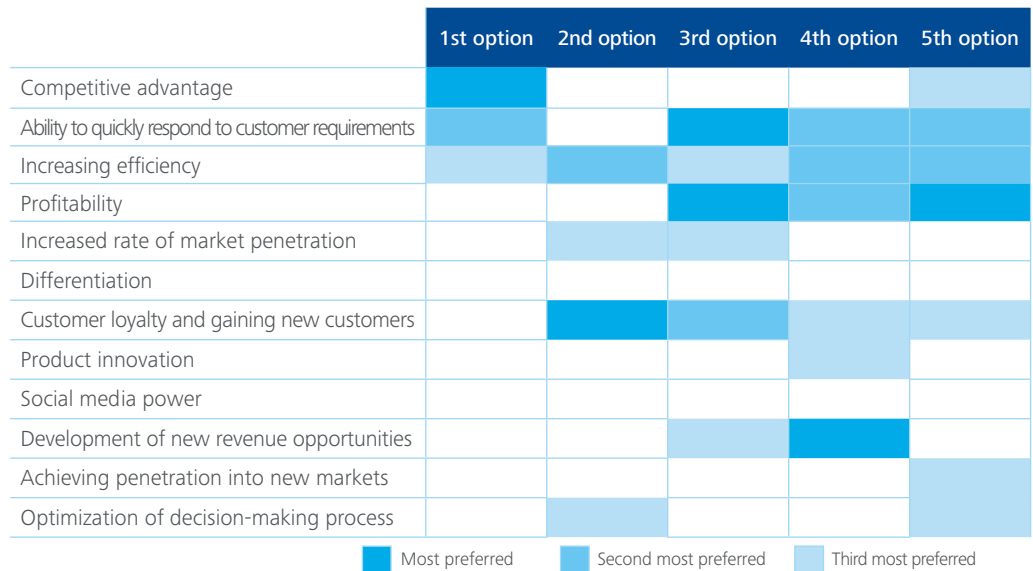 1st option 2nd option 3rd option 4th option 5th option
Competitive advantage
Ability to quickly respond to customer requirements
Increasing efficiency
Profitability
Increased rate of market penetration
Differentiation
Customer loyalty and gaining new customers
Product innovation
Social media power
Development of new revenue opportunities
Achieving penetration into new markets
Optimization of decision-making process
Most preferred Second most preferred Third most preferred